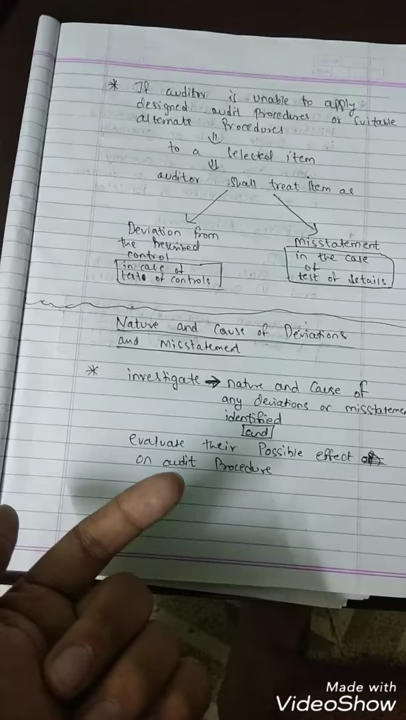 * If auditor is unable to apply
designed audit Procedures or suitable
alternate Procedures
⇓
to a selected item
⇓
auditor shall treat item as
Deviation from
the Prescribed
control
in case of
tests of controls
Misstatement
in the case
of
test of details
Nature and Cause of Deviations
and Misstatement
* investigate → nature and Cause of
any deviations or misstateme
identified
[and]
evaluate their Possible effect
on audit Procedure
Made with
VideoShow